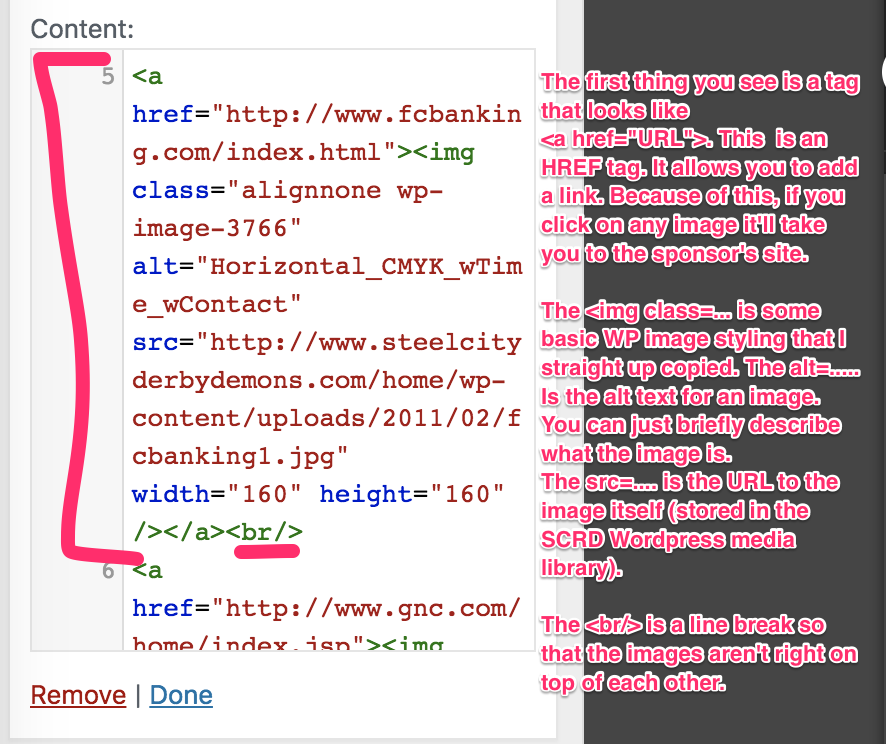 Content:
5
<a
href="http://www.fcbankin
g.com/index.html"><img
class="alignnone wp-
image-3766"
alt="Horizontal_CMYK_wTim
e_wContact"
src="http://www.steelcity
derbydemons.com/home/wp-
content/uploads/2011/02/f
cbanking1.jpg"
width="160" height="160"
/></a><br/>
6
<a
href="http://www.gnc.com/
home/index.jsp"><img
Remove | Done
The first thing you see is a tag
that looks like
<a href="URL">. This is an
HREF tag. It allows you to add
a link. Because of this, if you
click on any image it'll take
you to the sponsor's site.
The <img class=... is some
basic WP image styling that I
straight up copied. The alt=.....
Is the alt text for an image.
You can just briefly describe
what the image is.
The src=.... is the URL to the
image itself (stored in the
SCRD Wordpress media
library).
The <br/> is a line break so
that the images aren't right on
top of each other.